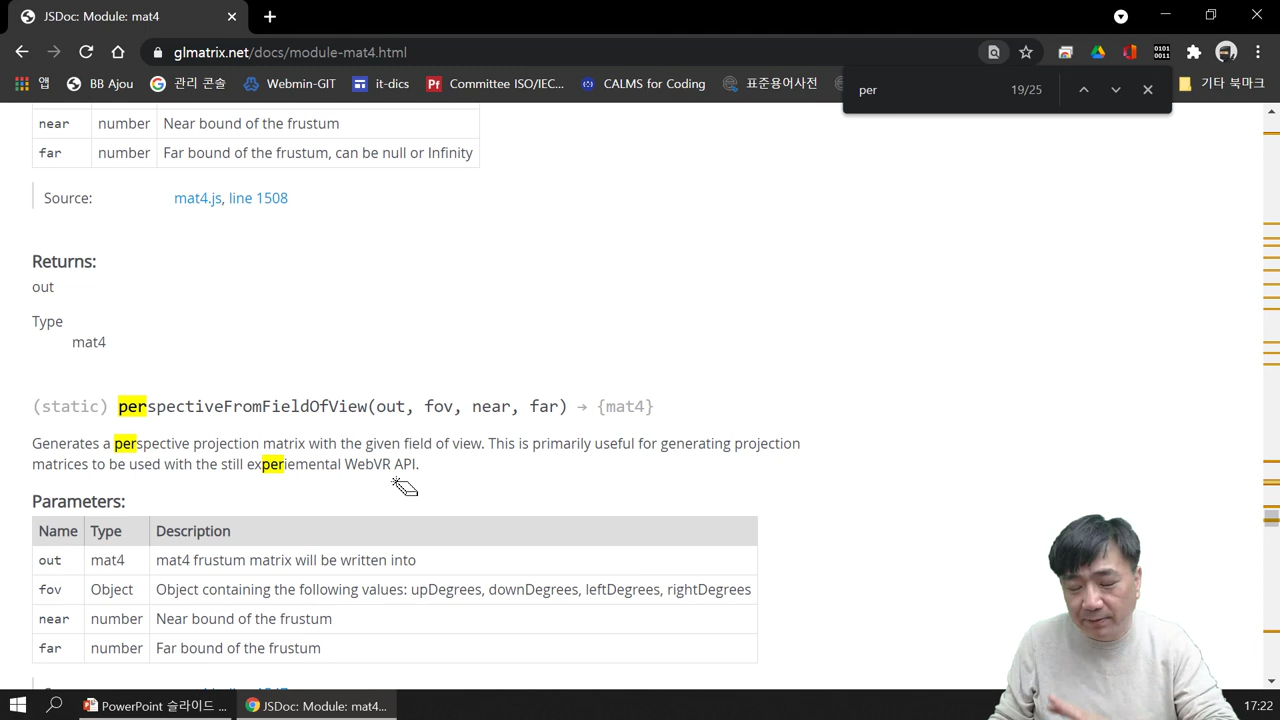 JSDoc: Module: mat4
glmatrix.net/docs/module-mat4.html
앱
BB Ajou
관리 콘솔
Webmin-GIT
it-dics
Committee ISO/IEC...
CALMS for Coding
표준용어사전
기타 북마크
per
19/25
near number Near bound of the frustum
far number Far bound of the frustum, can be null or Infinity
Source: mat4.js, line 1508
Returns:
out
Type
mat4
(static) perspectiveFromFieldOfView(out, fov, near, far) → {mat4}
Generates a perspective projection matrix with the given field of view. This is primarily useful for generating projection
matrices to be used with the still experiemental WebVR API.
Parameters:
Name Type Description
out mat4 mat4 frustum matrix will be written into
fov Object Object containing the following values: upDegrees, downDegrees, leftDegrees, rightDegrees
near number Near bound of the frustum
far number Far bound of the frustum
PowerPoint 슬라이드 ...
JSDoc: Module: mat4...
17:22